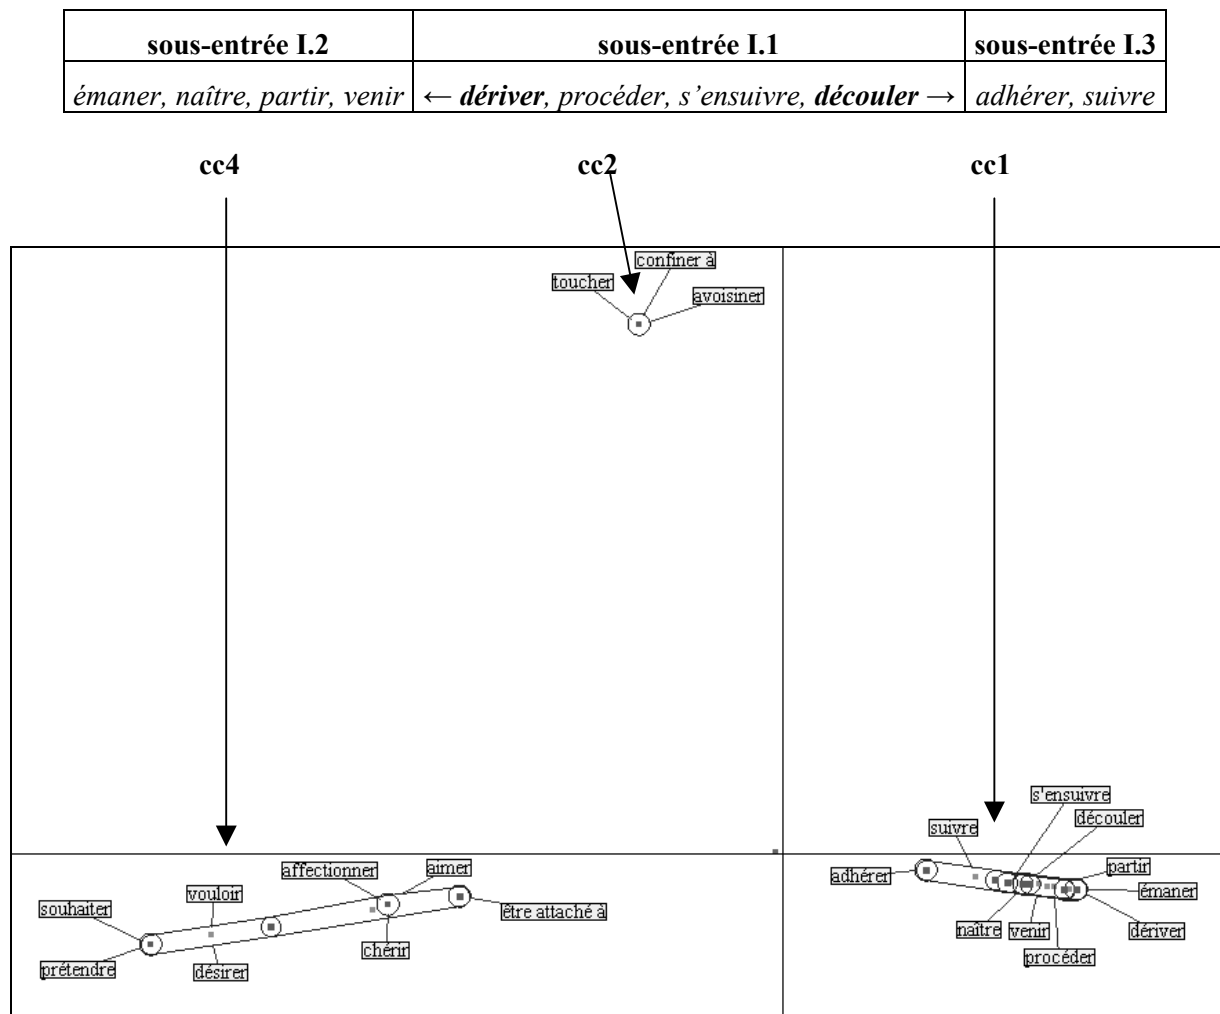 sous-entrée I.2 sous-entrée I.1 sous-entrée I.3
émaner, naître, partir, venir ← dériver, procéder, s’ensuivre, découler → adhérer, suivre
cc4 cc2 cc1
confiner à
toucher
avoisiner
s'ensuivre
découler
suivre
partir
adhérer
émaner
naître
venir
dériver
procéder
affectionner
aimer
vouloir
souhaiter
être attaché à
chérir
prétendre
désirer